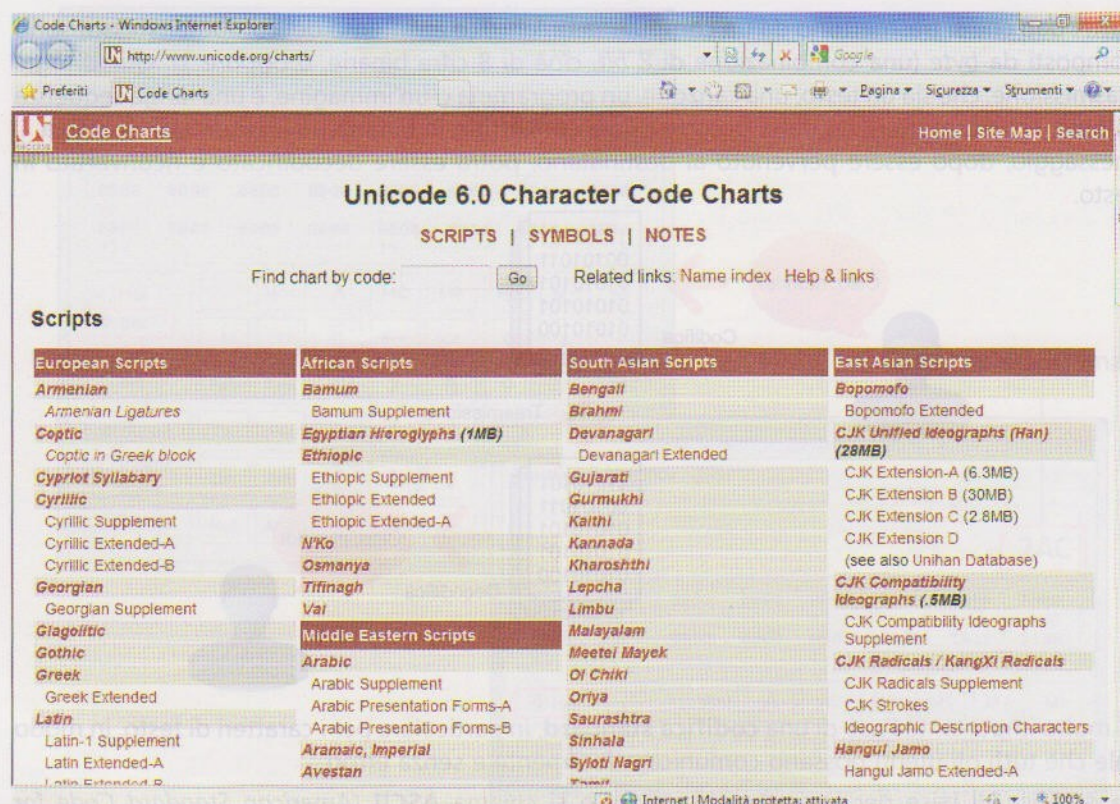 Code Charts - Windows Internet Explorer
http://www.unicode.org/charts/
Google
Preferiti
Code Charts
Pagina
Sicurezza
Strumenti
Code Charts
Home | Site Map | Search
Unicode 6.0 Character Code Charts
SCRIPTS | SYMBOLS | NOTES
Find chart by code:
Go
Related links: Name index Help & links
Scripts
European Scripts
Armenian
Armenian Ligatures
Coptic
Coptic in Greek block
Cypriot Syllabary
Cyrillic
Cyrillic Supplement
Cyrillic Extended-A
Cyrillic Extended-B
Georgian
Georgian Supplement
Glagolitic
Gothic
Greek
Greek Extended
Latin
Latin-1 Supplement
Latin Extended-A
Latin Extended-B
African Scripts
Bamum
Bamum Supplement
Egyptian Hieroglyphs (1MB)
Ethiopic
Ethiopic Supplement
Ethiopic Extended
Ethiopic Extended-A
N'Ko
Osmanya
Tifinagh
Vai
Middle Eastern Scripts
Arabic
Arabic Supplement
Arabic Presentation Forms-A
Arabic Presentation Forms-B
Aramaic, Imperial
Avestan
South Asian Scripts
Bengali
Brahmi
Devanagari
Devanagari Extended
Gujarati
Gurmukhi
Kaithi
Kannada
Kharoshthi
Lepcha
Limbu
Malayalam
Meetei Mayek
Ol Chiki
Oriya
Saurashtra
Sinhala
Syloti Nagri
Tamil
East Asian Scripts
Bopomofo
Bopomofo Extended
CJK Unified Ideographs (Han)
(28MB)
CJK Extension-A (6.3MB)
CJK Extension B (30MB)
CJK Extension C (2.8MB)
CJK Extension D
(see also Unihan Database)
CJK Compatibility
Ideographs (.5MB)
CJK Compatibility Ideographs
Supplement
CJK Radicals / KangXi Radicals
CJK Radicals Supplement
CJK Strokes
Ideographic Description Characters
Hangul Jamo
Hangul Jamo Extended-A
Internet | Modalità protetta: attivata
100%